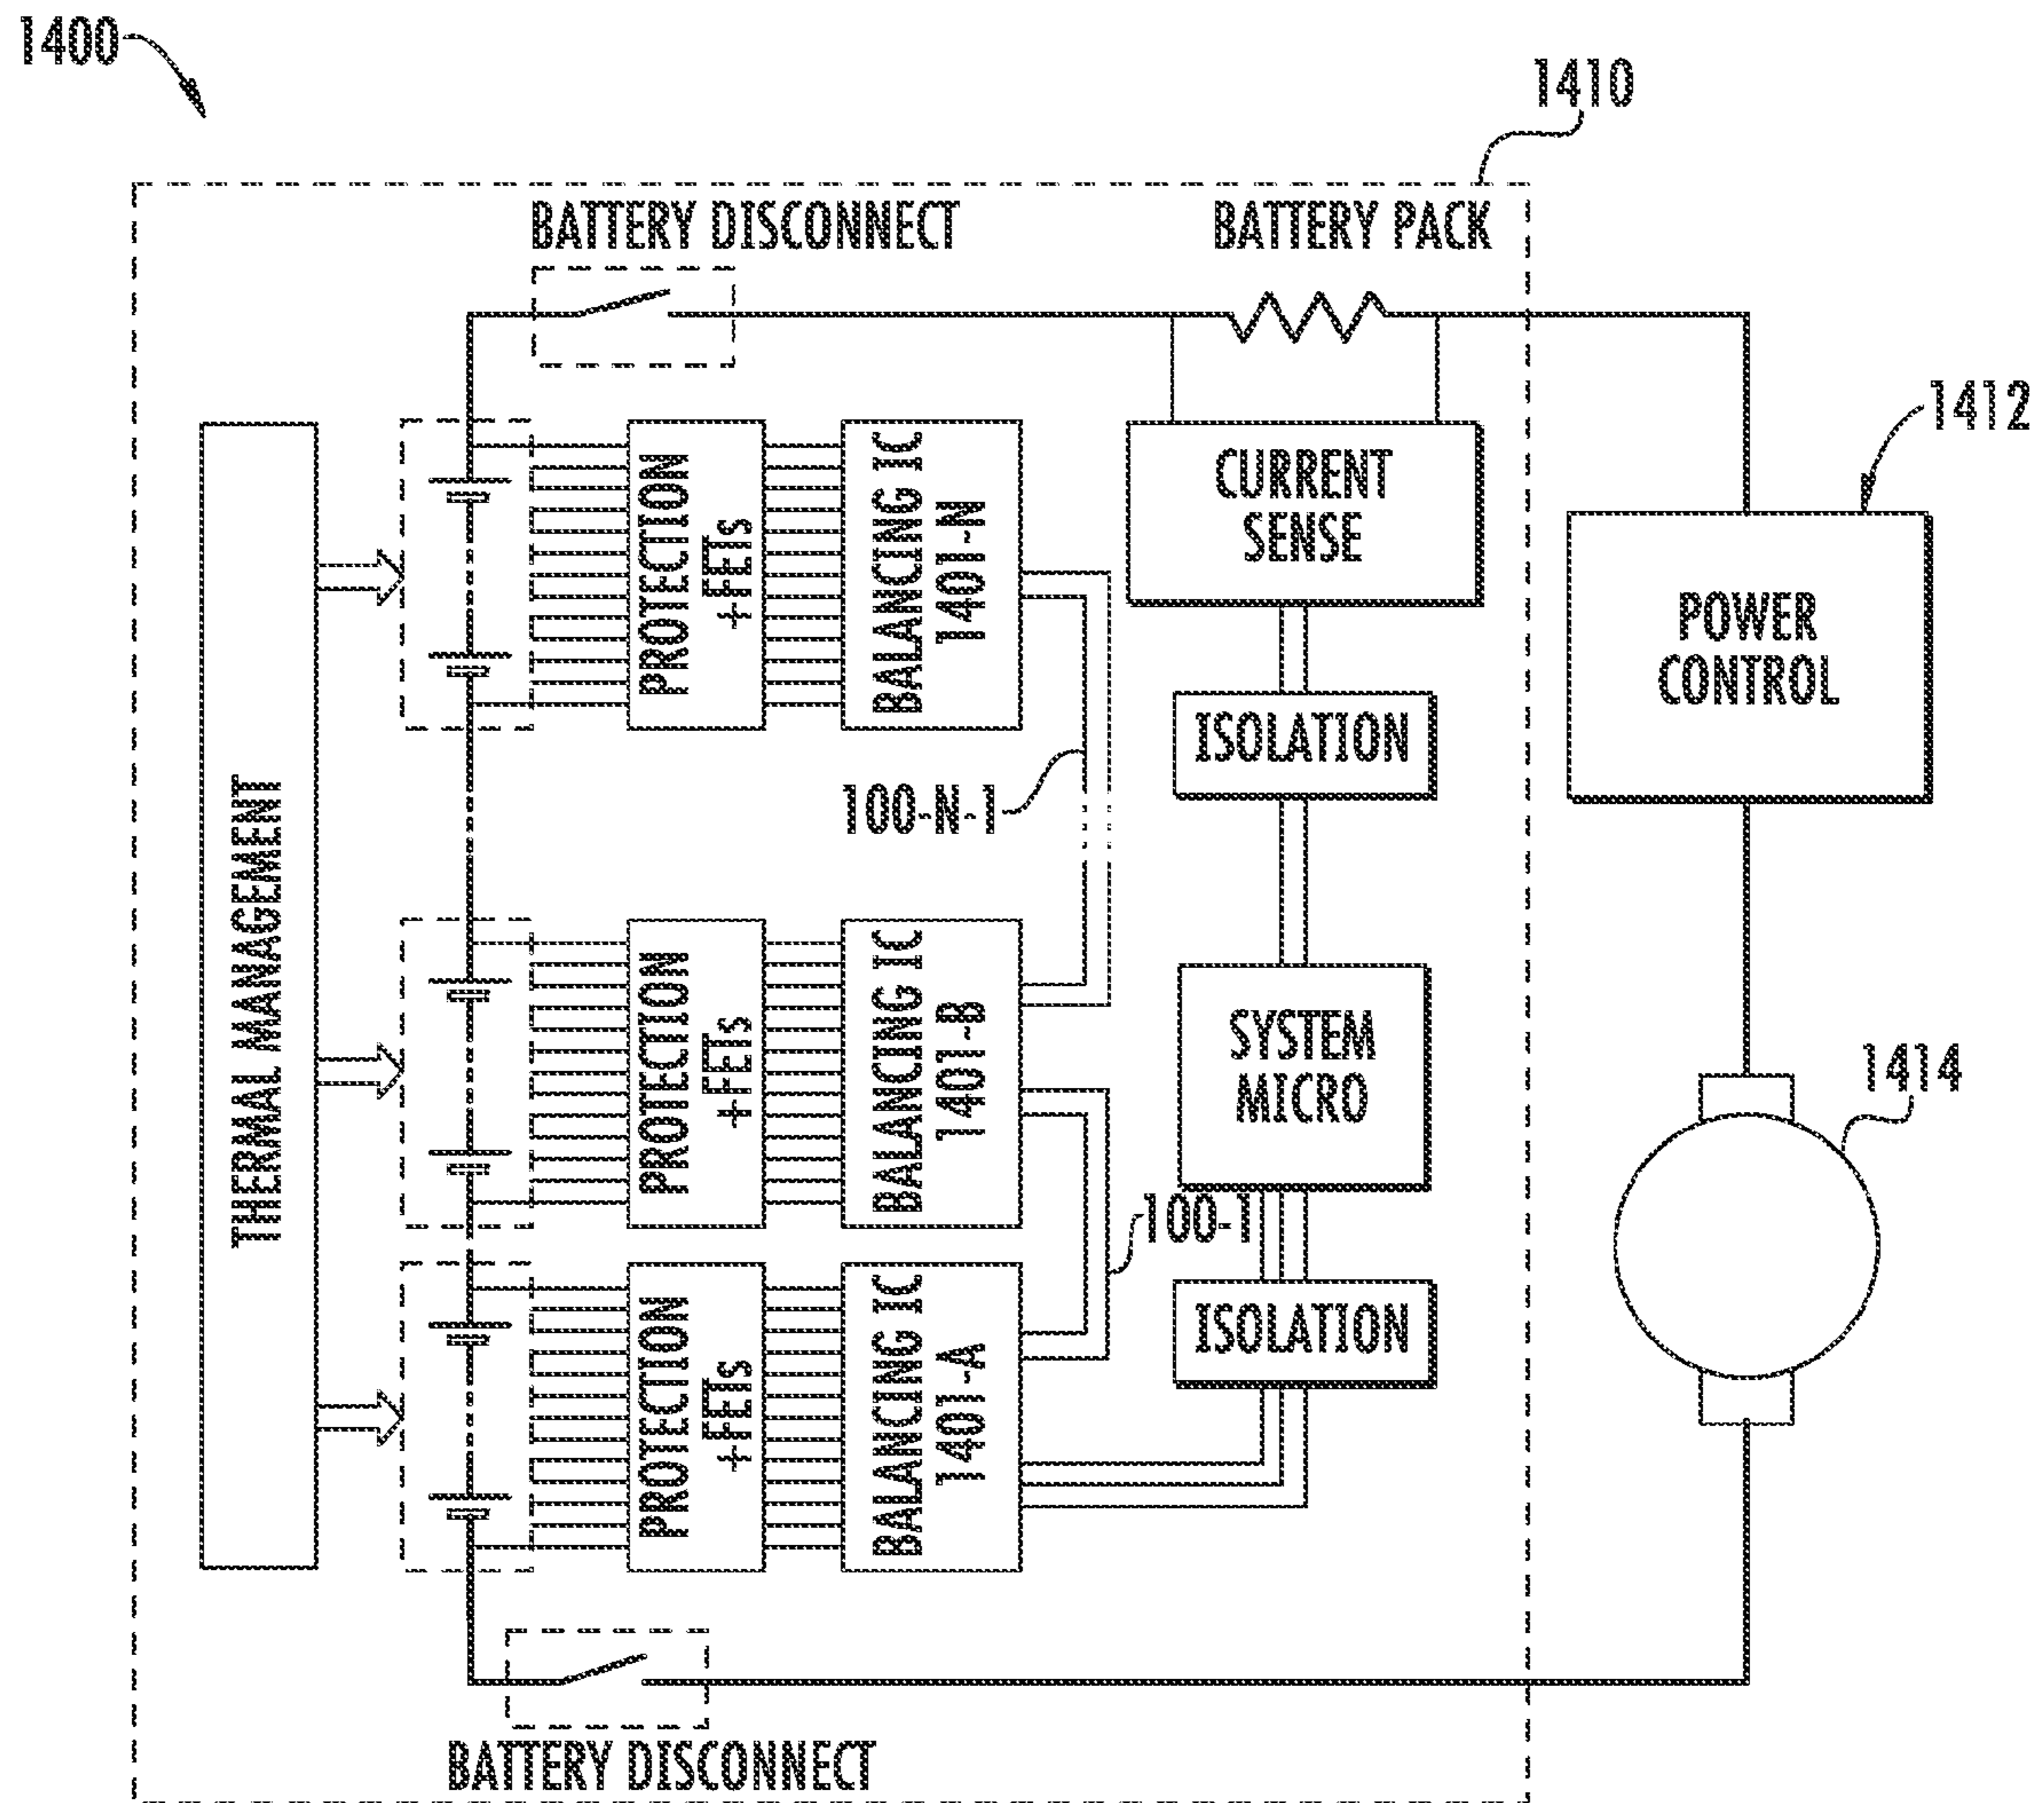 1400
1410
BATTERY DISCONNECT
BATTERY PACK
1412
THERMAL MANAGEMENT
PROTECTION
+FETs
BALANCING IC
1401-N
CURRENT
SENSE
POWER
CONTROL
ISOLATION
100-N-1
PROTECTION
+FETs
BALANCING IC
1401-B
SYSTEM
MICRO
1414
100-1
PROTECTION
+FETs
BALANCING IC
1401-A
ISOLATION
BATTERY DISCONNECT